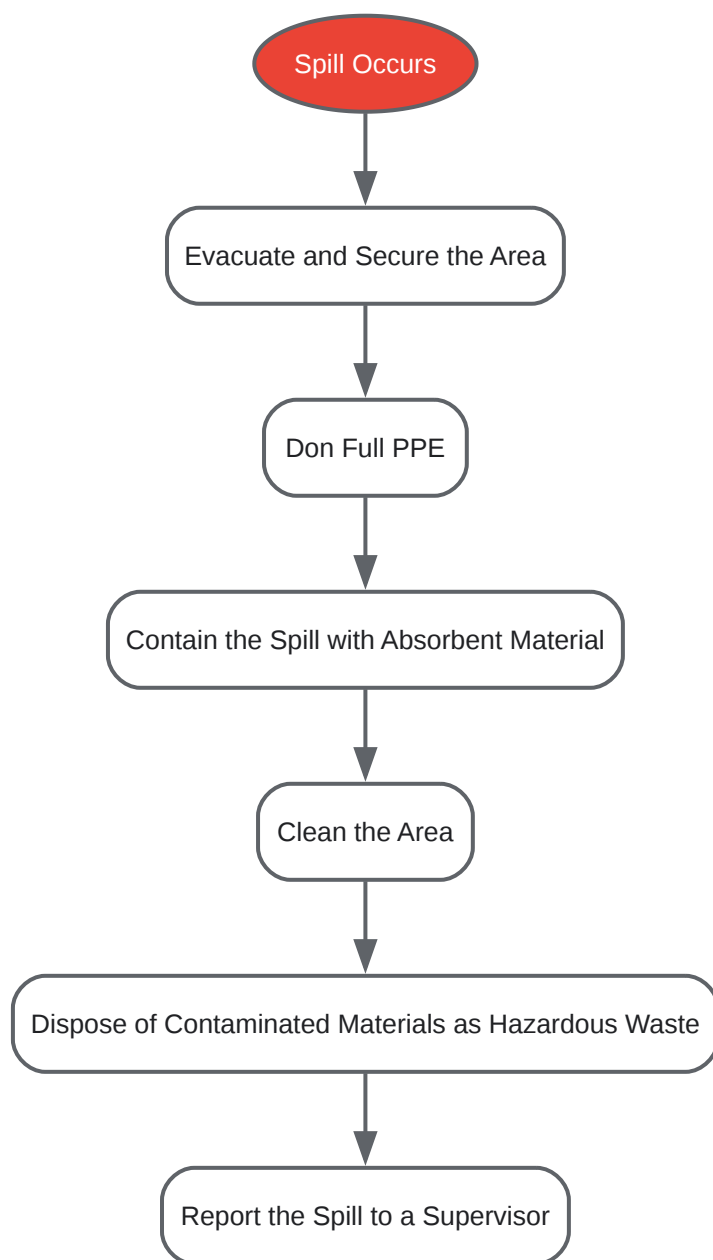 Spill Occurs
Evacuate and Secure the Area
Don Full PPE
Contain the Spill with Absorbent Material
Clean the Area
Dispose of Contaminated Materials as Hazardous Waste
Report the Spill to a Supervisor